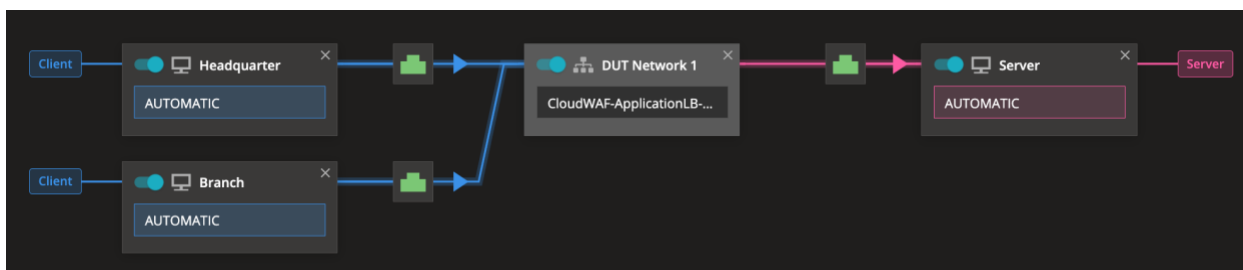 Client
Headquarter
AUTOMATIC
DUT Network 1
CloudWAF-ApplicationLB-...
Server
AUTOMATIC
Server
Client
Branch
AUTOMATIC